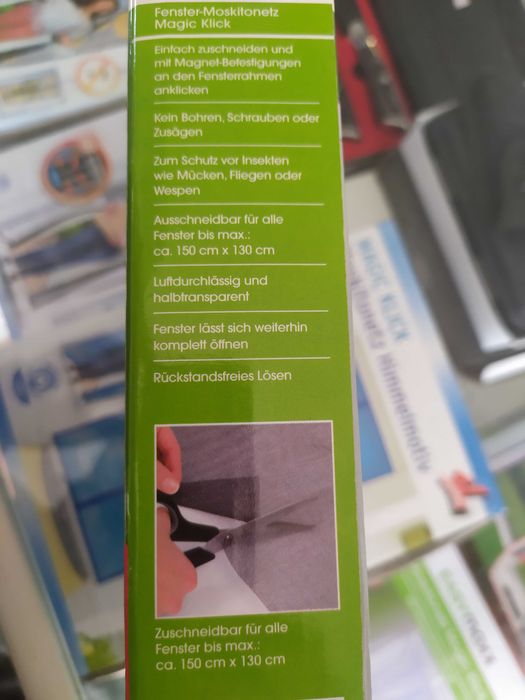 Fenster-Moskitonetz
Magic Klick
Einfach zuschneiden und
mit Magnet-Befestigungen
an den Fensterrahmen
anklicken
Kein Bohren, Schrauben oder
Zusägen
Zum Schutz vor Insekten
wie Mücken, Fliegen oder
Wespen
Ausschneidbar für alle
Fenster bis max.:
ca. 150 cm x 130 cm
Luftdurchlässig und
halbtransparent
Fenster lässt sich weiterhin
komplett öffnen
Rückstandsfreies Lösen
Zuschneidbar für alle
Fenster bis max.:
ca. 150 cm x 130 cm
MAGIC KLICK
Himmelmotiv